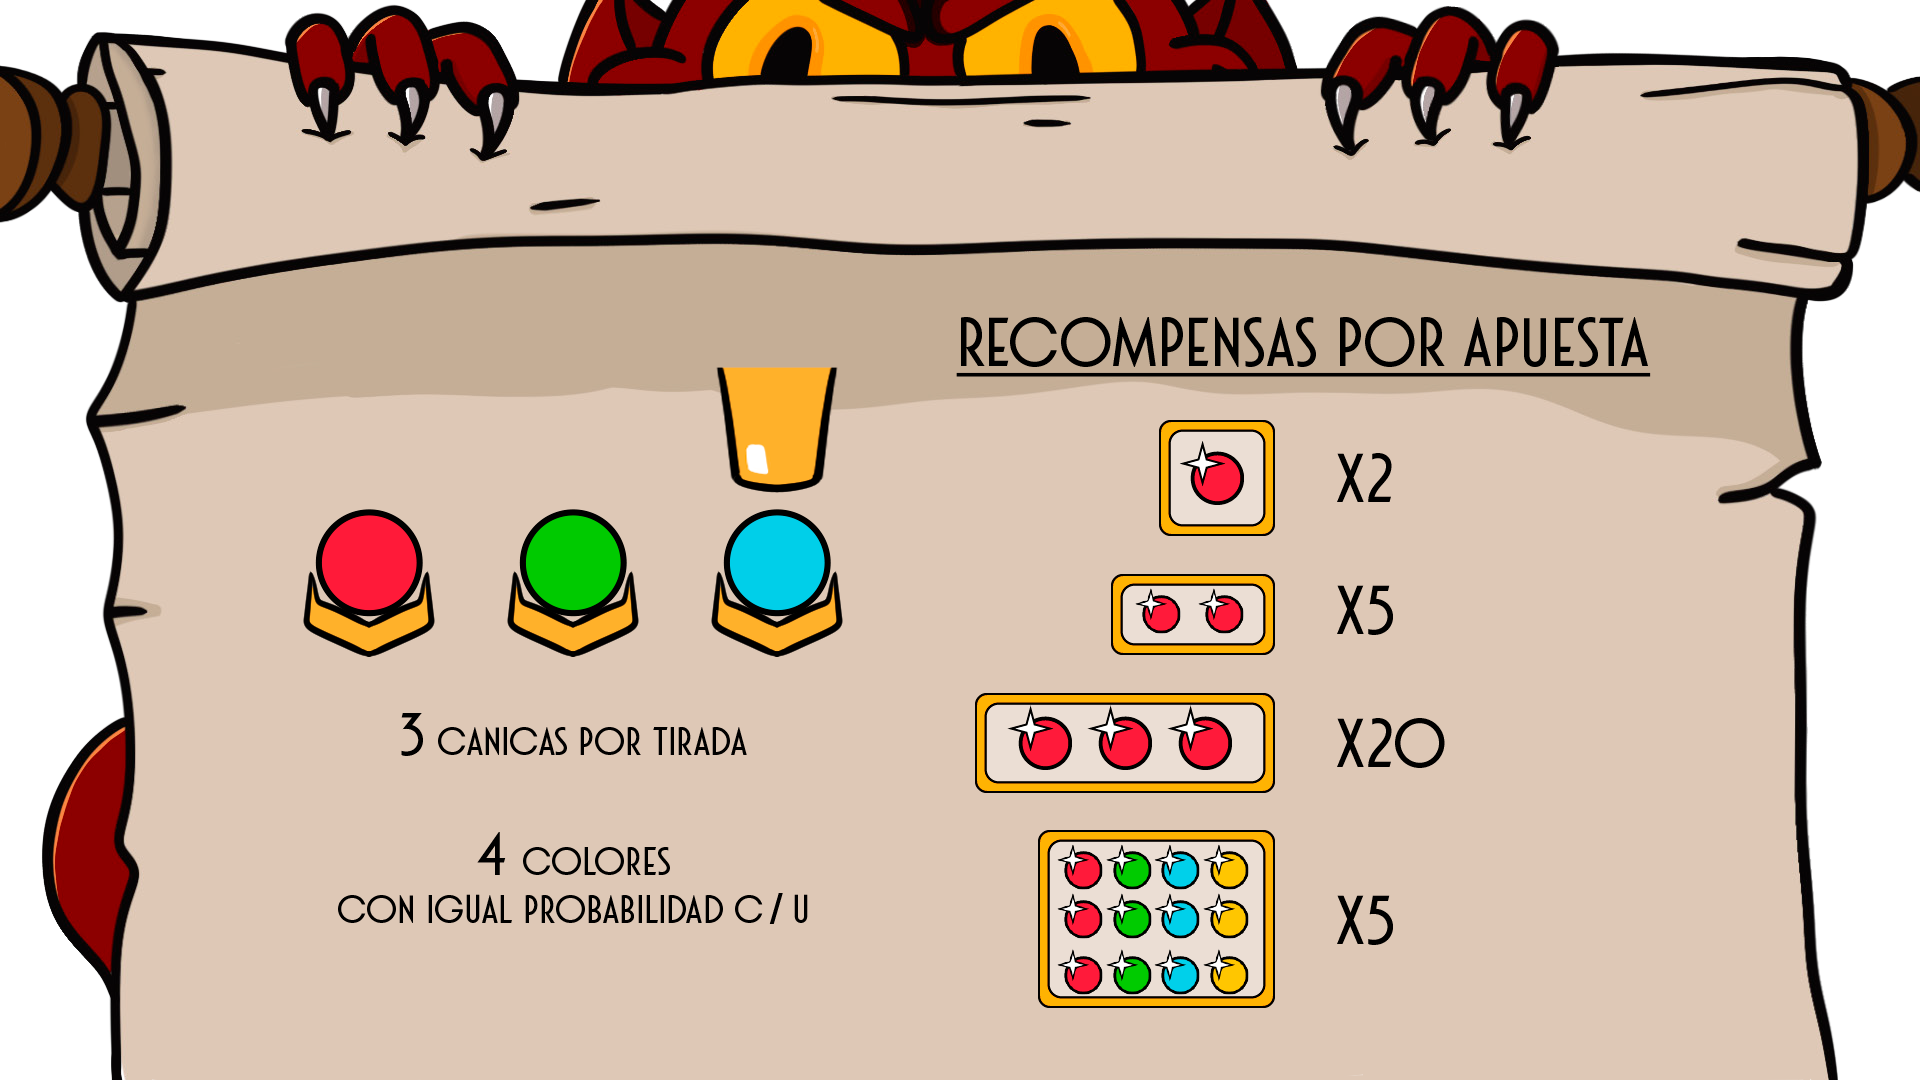 RECOMPENSAS POR APUESTA
X2
X5
3 CANICAS POR TIRADA
X20
4 COLORES
CON IGUAL PROBABILIDAD C/U
X5